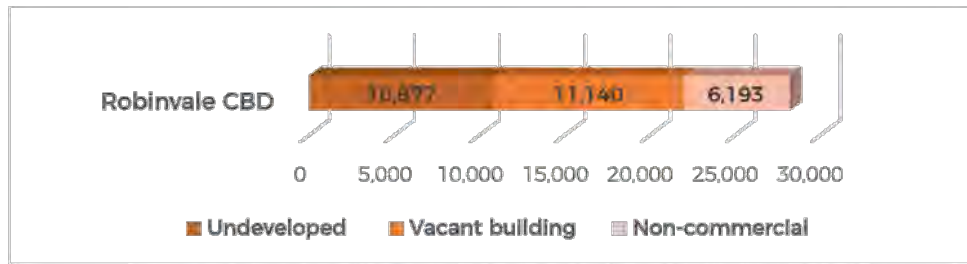 Robinvale CBD 10,877 11,140 6,193
0 5,000 10,000 15,000 20,000 25,000 30,000
Undeveloped Vacant building Non-commercial